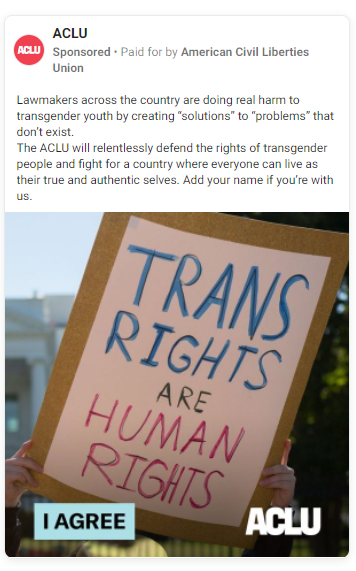 ACLU
ACLU
Sponsored • Paid for by American Civil Liberties
Union
Lawmakers across the country are doing real harm to
transgender youth by creating “solutions” to “problems” that
don’t exist.
The ACLU will relentlessly defend the rights of transgender
people and fight for a country where everyone can live as
their true and authentic selves. Add your name if you’re with
us.
TRANS
RIGHTS
ARE
HUMAN
RIGHTS
I AGREE
ACLU